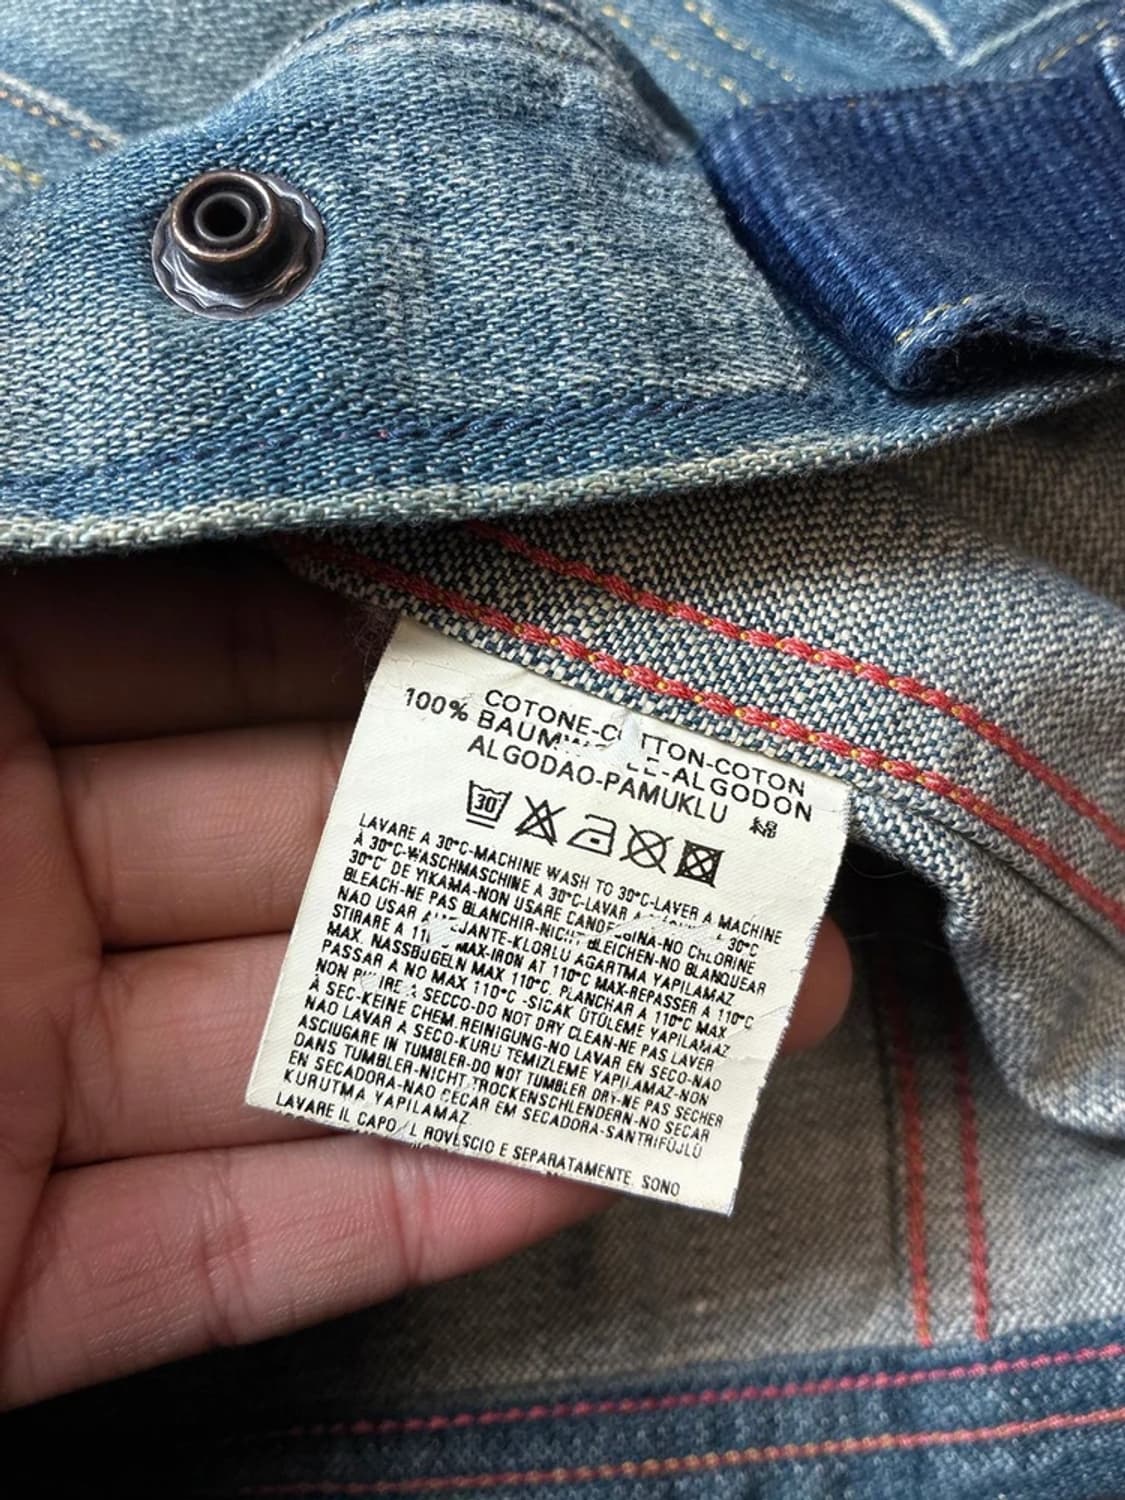 COTONE-COTTON-COTON
100% BAUMWOLLE-ALGODON
ALGODAO-PAMUKLU 綿
30°
LAVARE A 30°C-MACHINE WASH TO 30°C-LAVER A MACHINE
À 30°C-WASCHMASCHINE A 30°C-LAVAR A 30°C
30°C' DE YIKAMA-NON USARE CANDEGGINA-NO CHLORINE
BLEACH-NE PAS BLANCHIR-NICHT BLEICHEN-NO BLANQUEAR
NAO USAR ALVEJANTE-KLORLU AGARTMA YAPILAMAZ
STIRARE A 110 MAX-IRON AT 110°C MAX-REPASSER A 110°C
MAX. NASSBÜGELN MAX 110°C, PLANCHAR A 110°C MAX
PASSAR A NO MAX 110°C -SICAK ÜTÜLEME YAPILAMAZ
NON PULIRE A SECCO-DO NOT DRY CLEAN-NE PAS LAVER
À SEC-KEINE CHEM.REINIGUNG-NO LAVAR EN SECO-NAO
NAO LAVAR A SECO-KURU TEMIZLEME YAPILAMAZ-NON
ASCIUGARE IN TUMBLER-DO NOT TUMBLER DRY-NE PAS SECHER
DANS TUMBLER-NICHT TROCKENSCHLENDERN-NO SECAR
EN SECADORA-NAO CECAR EM SECADORA-SANTRIFÜJLÜ
KURUTMA YAPILAMAZ
LAVARE IL CAPO L ROVESCIO E SEPARATAMENTE. SONO